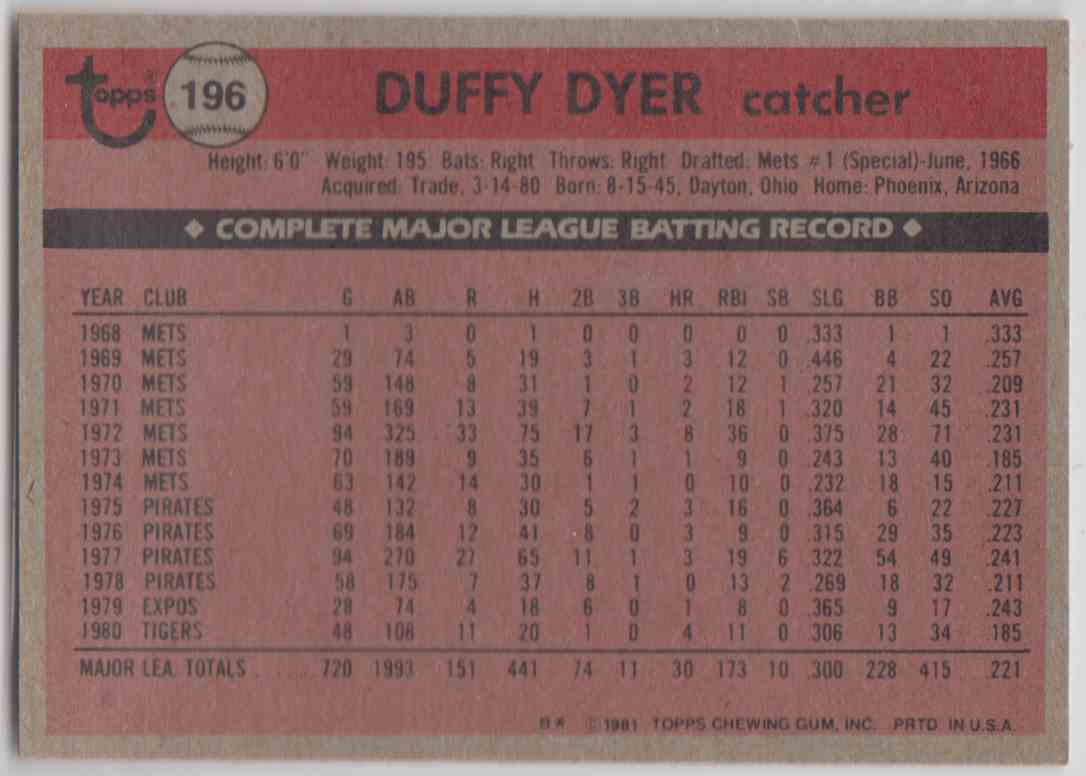 topps® 196 DUFFY DYER catcher
Height: 6'0" Weight: 195 Bats: Right Throws: Right Drafted: Mets #1 (Special)-June, 1966
Acquired: Trade, 3-14-80 Born: 8-15-45, Dayton, Ohio Home: Phoenix, Arizona
◆ COMPLETE MAJOR LEAGUE BATTING RECORD ◆
YEAR CLUB G AB R H 2B 3B HR RBI SB SLG BB SO AVG
1968 METS 1 3 0 1 0 0 0 0 0 .333 1 1 .333
1969 METS 29 74 5 19 3 1 3 12 0 .446 4 22 .257
1970 METS 59 148 8 31 1 0 2 12 1 .257 21 32 .209
1971 METS 59 169 13 39 7 1 2 18 1 .320 14 45 .231
1972 METS 94 325 33 75 17 3 8 36 0 .375 28 71 .231
1973 METS 70 189 9 35 6 1 1 9 0 .243 13 40 .185
1974 METS 63 142 14 30 1 1 0 10 0 .232 18 15 .211
1975 PIRATES 48 132 8 30 5 2 3 16 0 .364 6 22 .227
1976 PIRATES 69 184 12 41 8 0 3 9 0 .315 29 35 .223
1977 PIRATES 94 270 27 65 11 1 3 19 6 .322 54 49 .241
1978 PIRATES 58 175 7 37 8 1 0 13 2 .269 18 32 .211
1979 EXPOS 28 74 4 18 6 0 1 8 0 .365 9 17 .243
1980 TIGERS 48 108 11 20 1 0 4 11 0 .306 13 34 .185
MAJOR LEA. TOTALS 720 1993 151 441 74 11 30 173 10 .300 228 415 .221
B* ©1981 TOPPS CHEWING GUM, INC. PRTD. IN U.S.A.